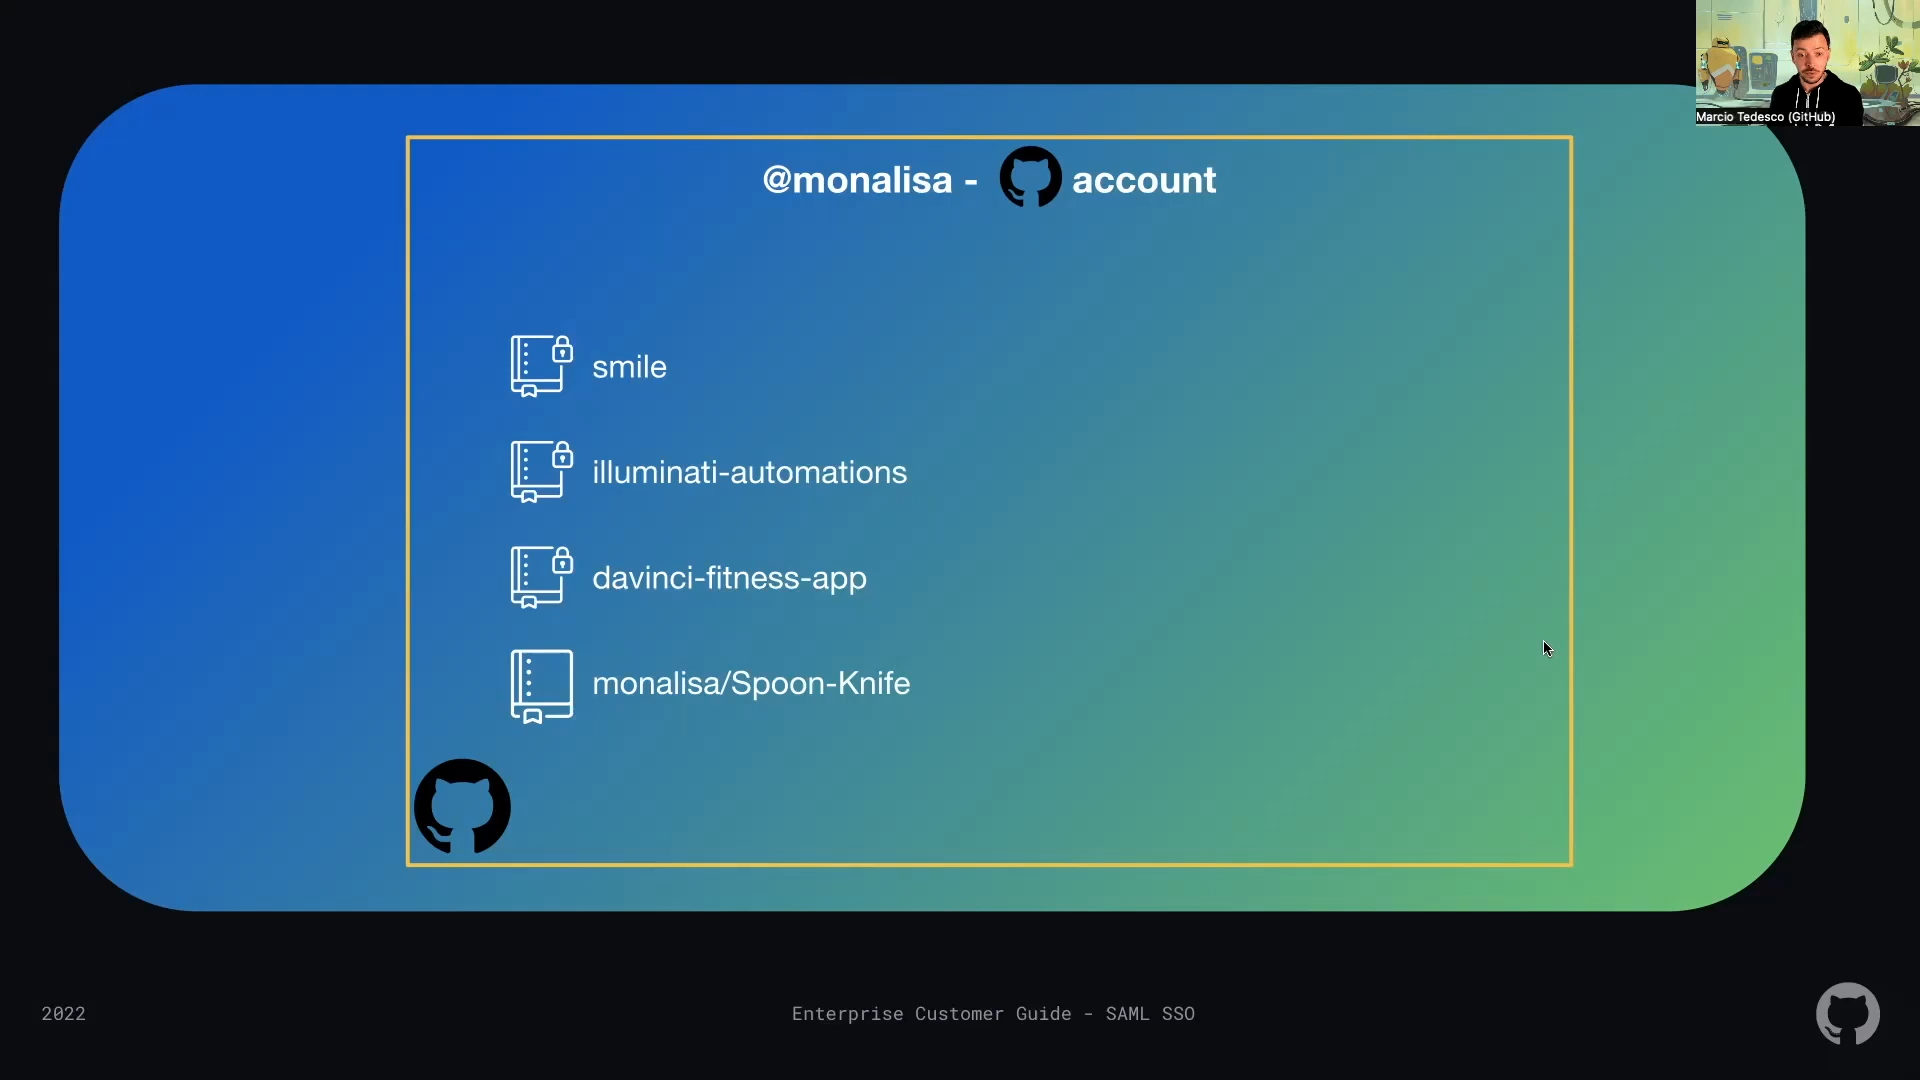 Marcio Tedesco (GitHub)
@monalisa - account
smile
illuminati-automations
davinci-fitness-app
monalisa/Spoon-Knife
2022
Enterprise Customer Guide - SAML SSO